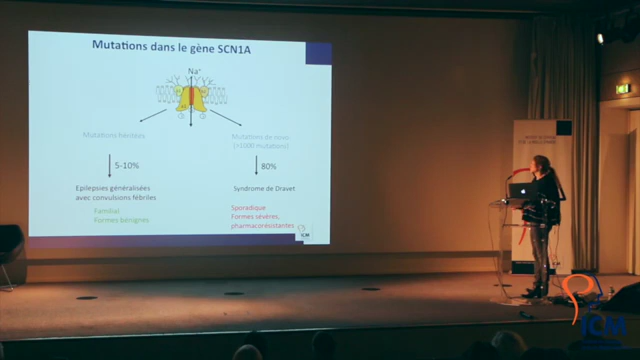 Mutations dans le gène SCN1A
Na⁺
Mutations héritées
Mutations de novo
(>1000 mutations)
5-10%
80%
Epilepsies généralisées
avec convulsions fébriles
Syndrome de Dravet
Familial
Formes bénignes
Sporadique
Formes sévères,
pharmacorésistantes
ICM
ICM